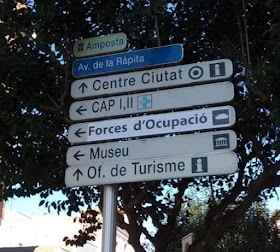 Amposta
Av. de la Ràpita
Centre Ciutat i
CAP I,II
Forces d'Ocupació
Museu
Of. de Turisme i